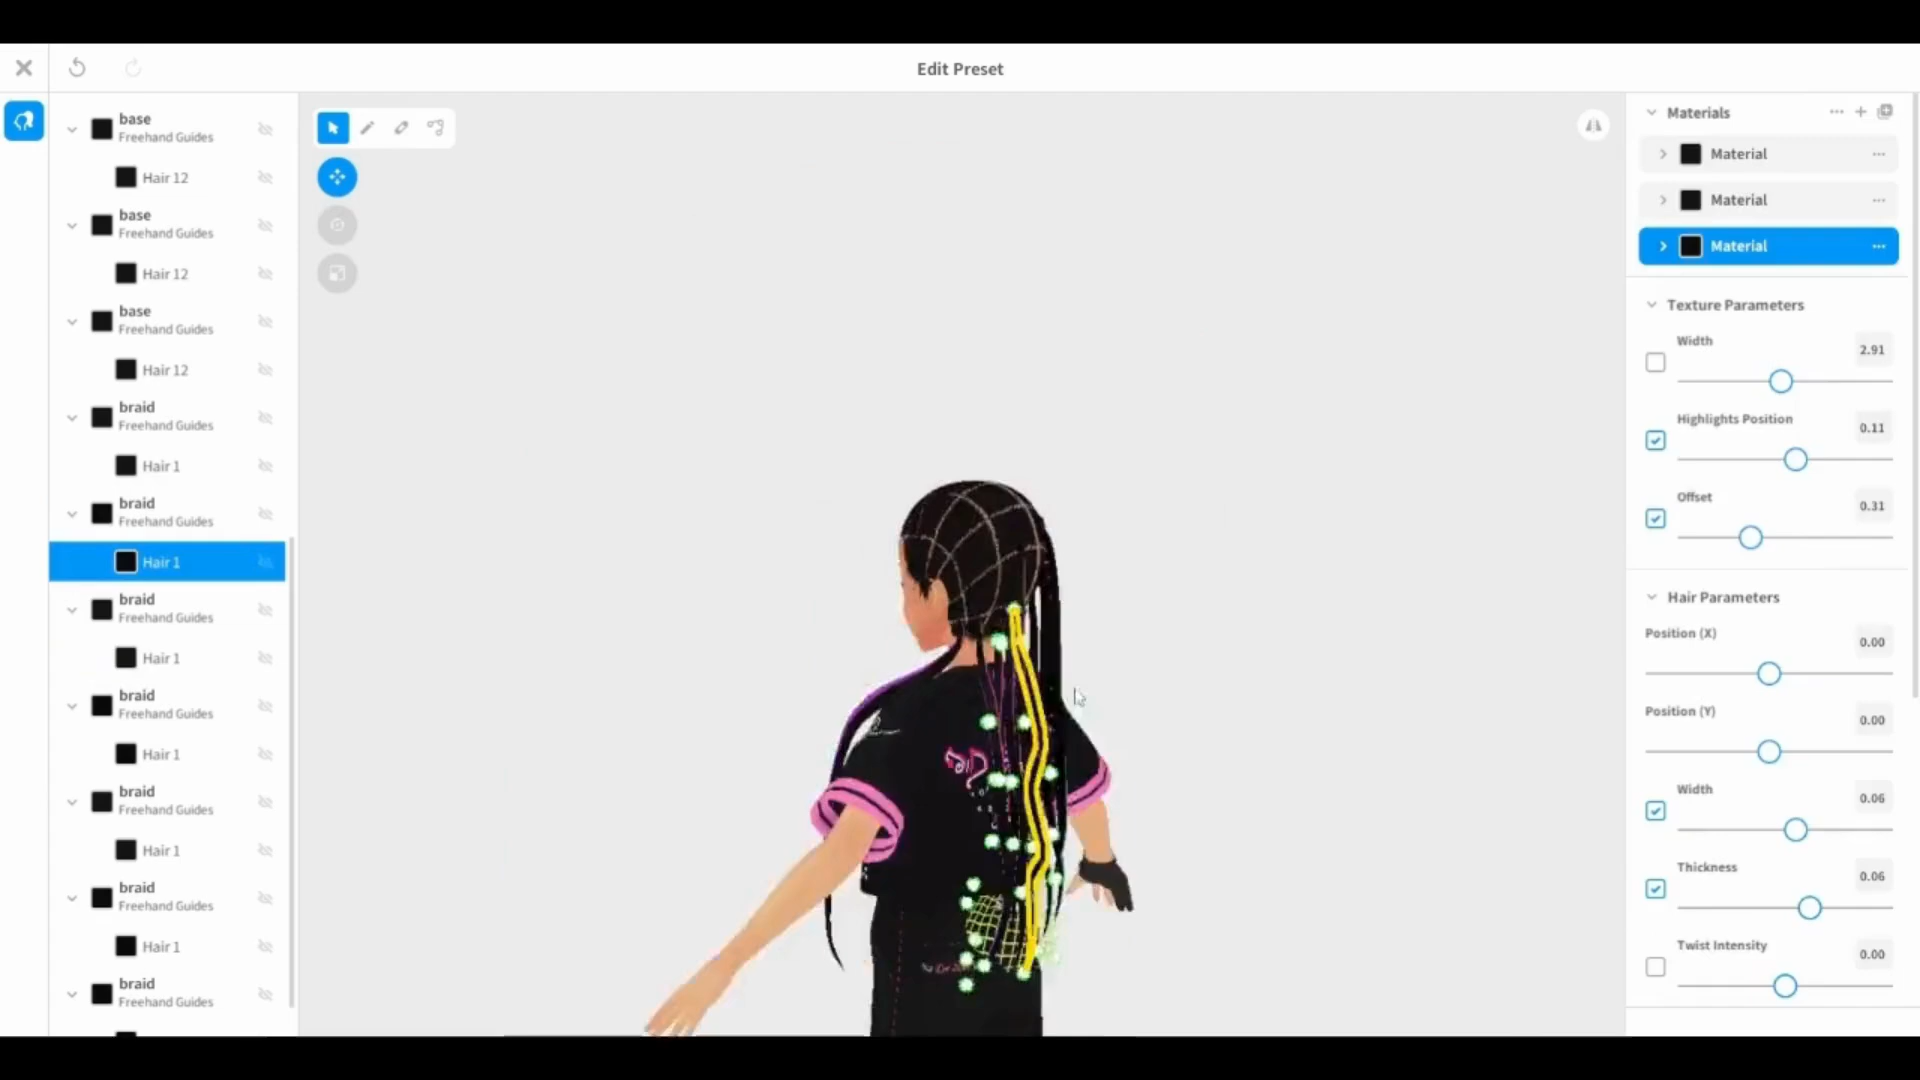 Edit Preset
base
Freehand Guides
Hair 12
base
Freehand Guides
Hair 12
base
Freehand Guides
Hair 12
braid
Freehand Guides
Hair 1
braid
Freehand Guides
Hair 1
braid
Freehand Guides
Hair 1
braid
Freehand Guides
Hair 1
braid
Freehand Guides
Hair 1
braid
Freehand Guides
Hair 1
braid
Freehand Guides
Materials
Material
Material
Material
Texture Parameters
Width
2.91
Highlights Position
0.11
Offset
0.31
Hair Parameters
Position (X)
0.00
Position (Y)
0.00
Width
0.06
Thickness
0.06
Twist Intensity
0.00